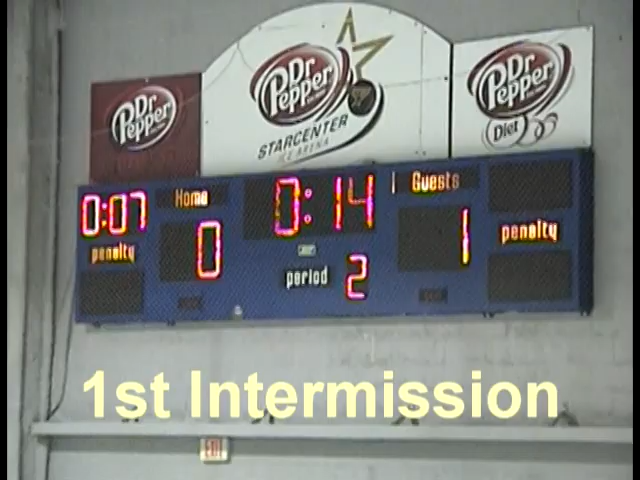 Dr Pepper
Dr Pepper
STARCENTER
ICE ARENA
Dr Pepper
Diet
0:07
Home
0:14
Guests
penalty
0
1
penalty
period 2
1st Intermission
EXIT